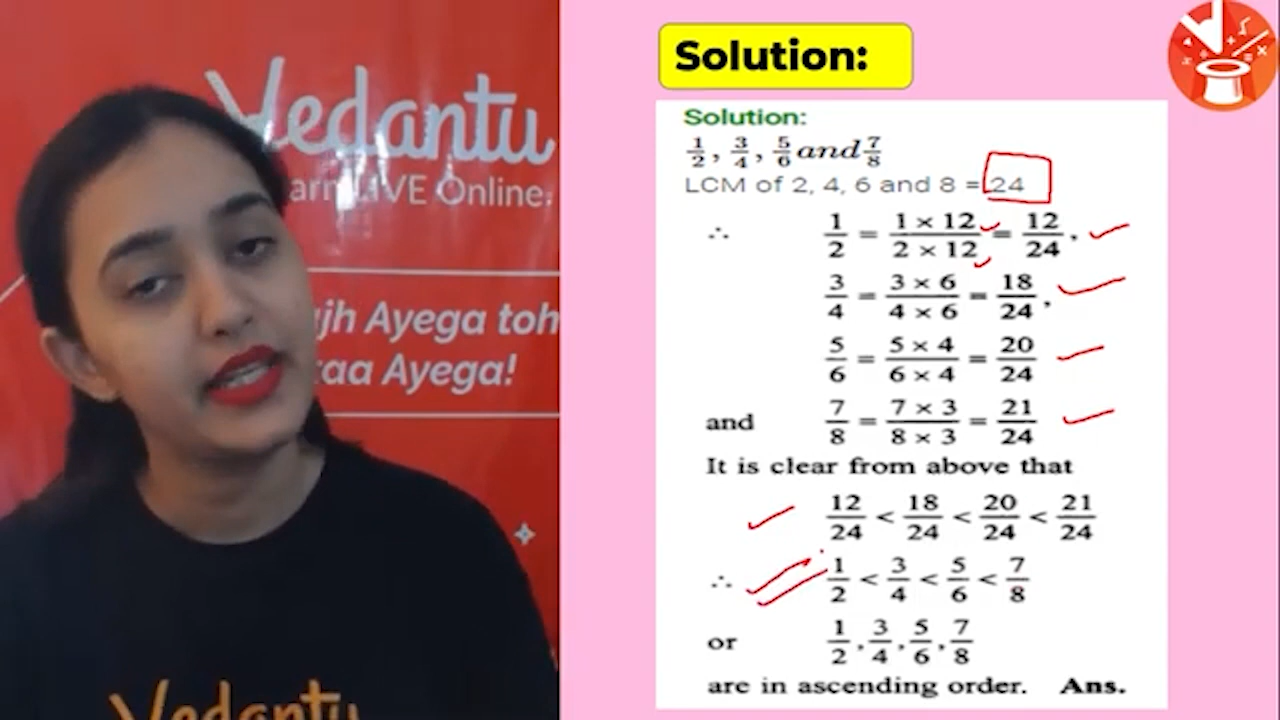 Vedantu
LIVE Online.
Ayega toh
Ayega!
Vedantu
Solution:
Solution:
1/2, 3/4, 5/6 and 7/8
LCM of 2, 4, 6 and 8 = 24
∴ 1/2 = 1 × 12 / 2 × 12 = 12/24,
3/4 = 3 × 6 / 4 × 6 = 18/24,
5/6 = 5 × 4 / 6 × 4 = 20/24
and 7/8 = 7 × 3 / 8 × 3 = 21/24
It is clear from above that
12/24 < 18/24 < 20/24 < 21/24
∴ 1/2 < 3/4 < 5/6 < 7/8
or 1/2, 3/4, 5/6, 7/8
are in ascending order. Ans.